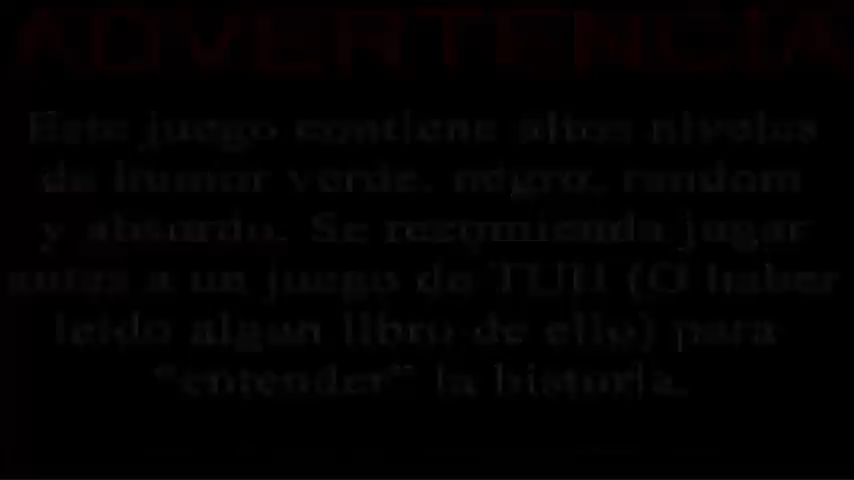 ADVERTENCIA
Este juego contiene altos niveles
de humor verde, negro, random
y absurdo. Se recomienda jugar
antes a un juego de TUH (O haber
leido algun libro de ello) para
"entender" la historia.